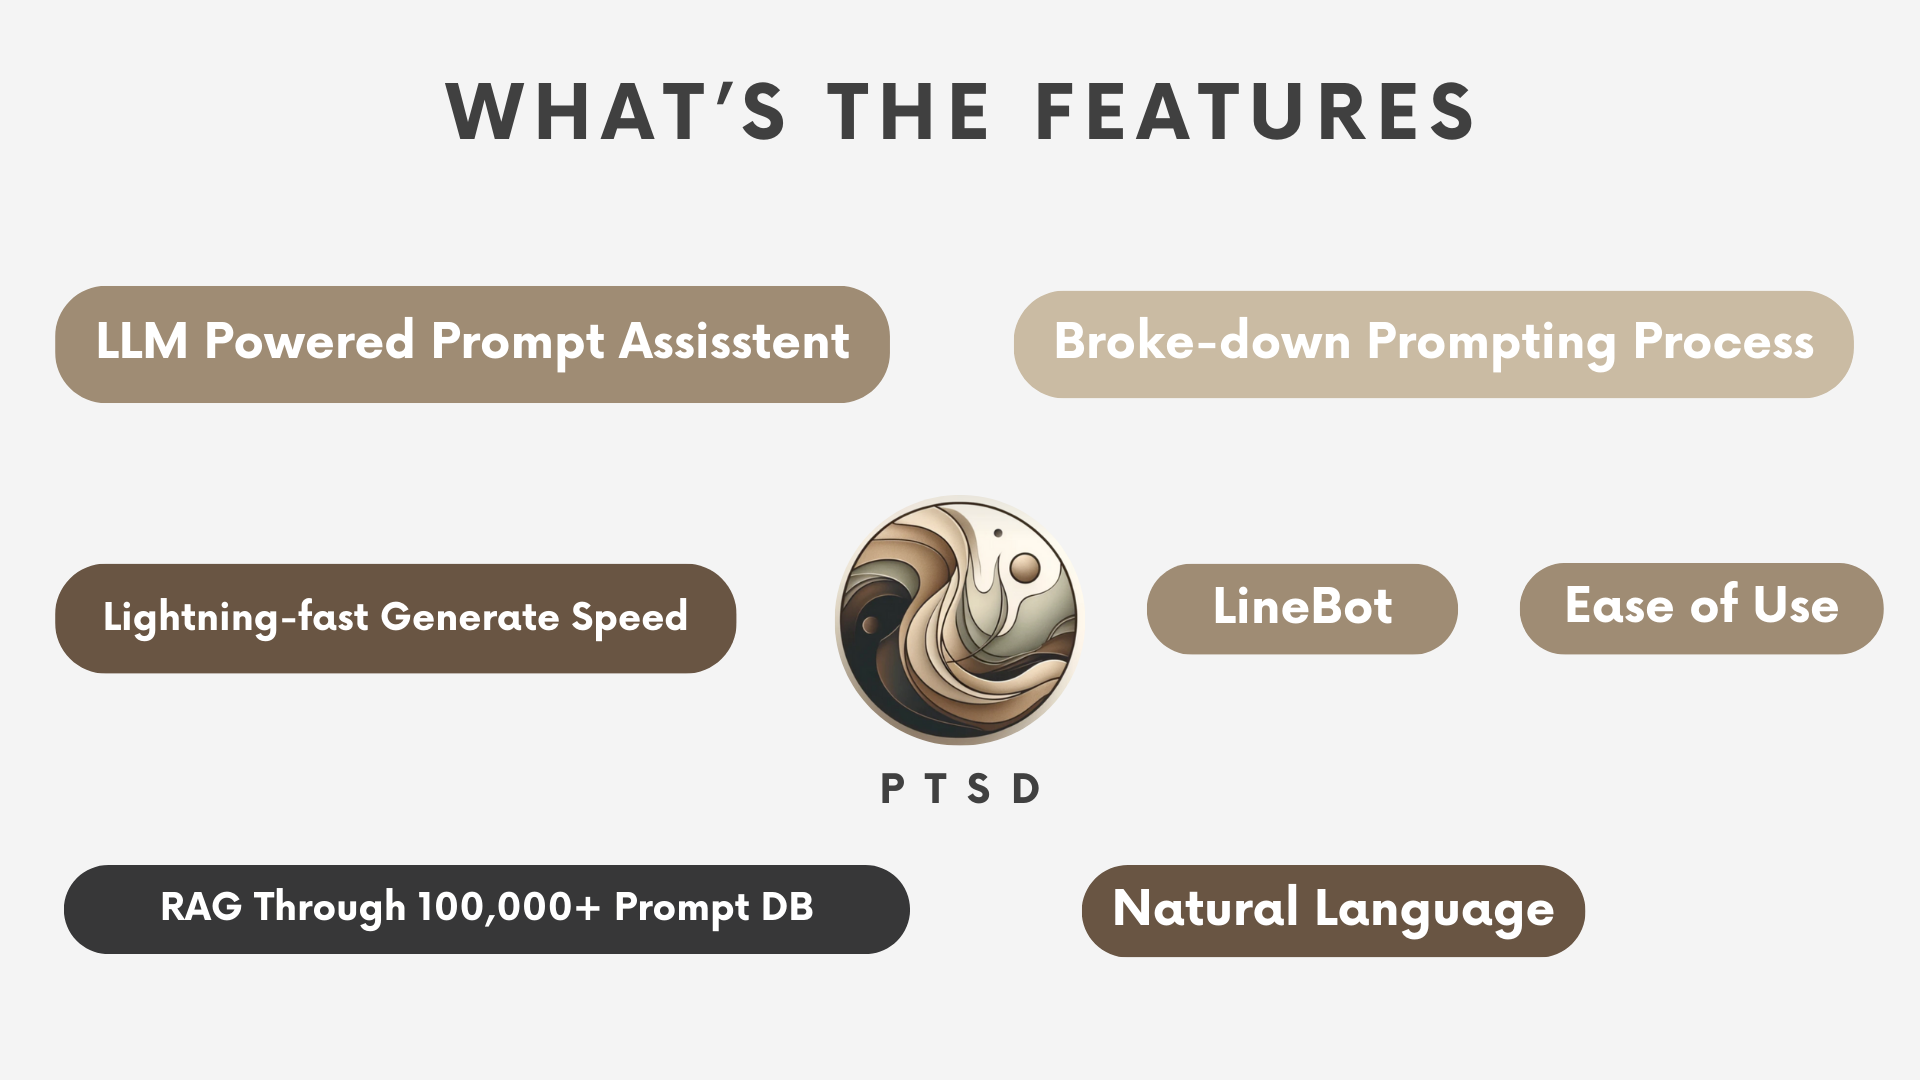 WHAT’S THE FEATURES
LLM Powered Prompt Assisstent
Broke-down Prompting Process
Lightning-fast Generate Speed
LineBot
Ease of Use
PTSD
RAG Through 100,000+ Prompt DB
Natural Language